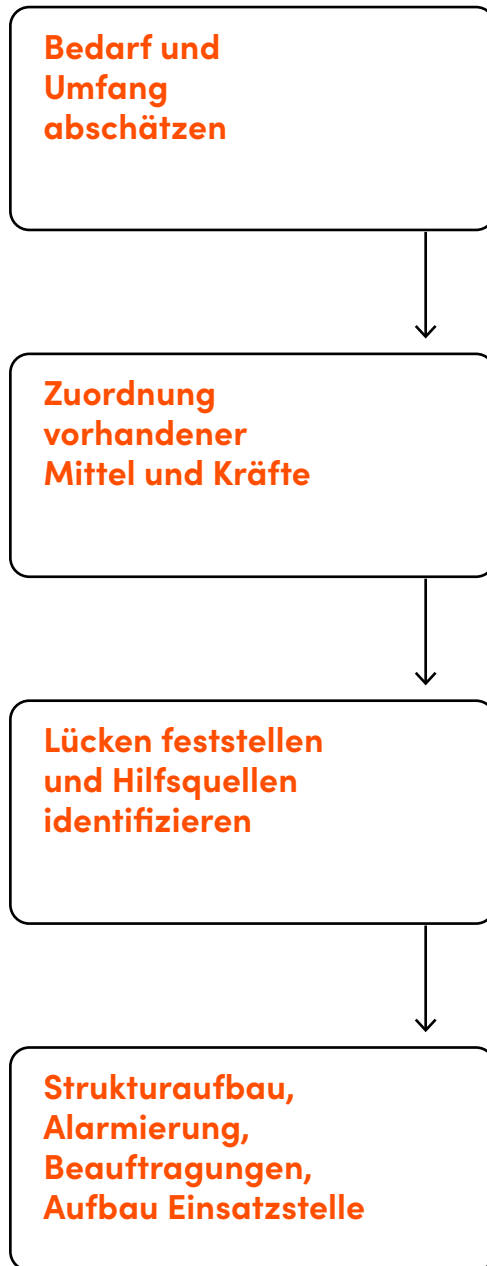 Bedarf und
Umfang
abschätzen
Zuordnung
vorhandener
Mittel und Kräfte
Lücken feststellen
und Hilfsquellen
identifizieren
Strukturaufbau,
Alarmierung,
Beauftragungen,
Aufbau Einsatzstelle